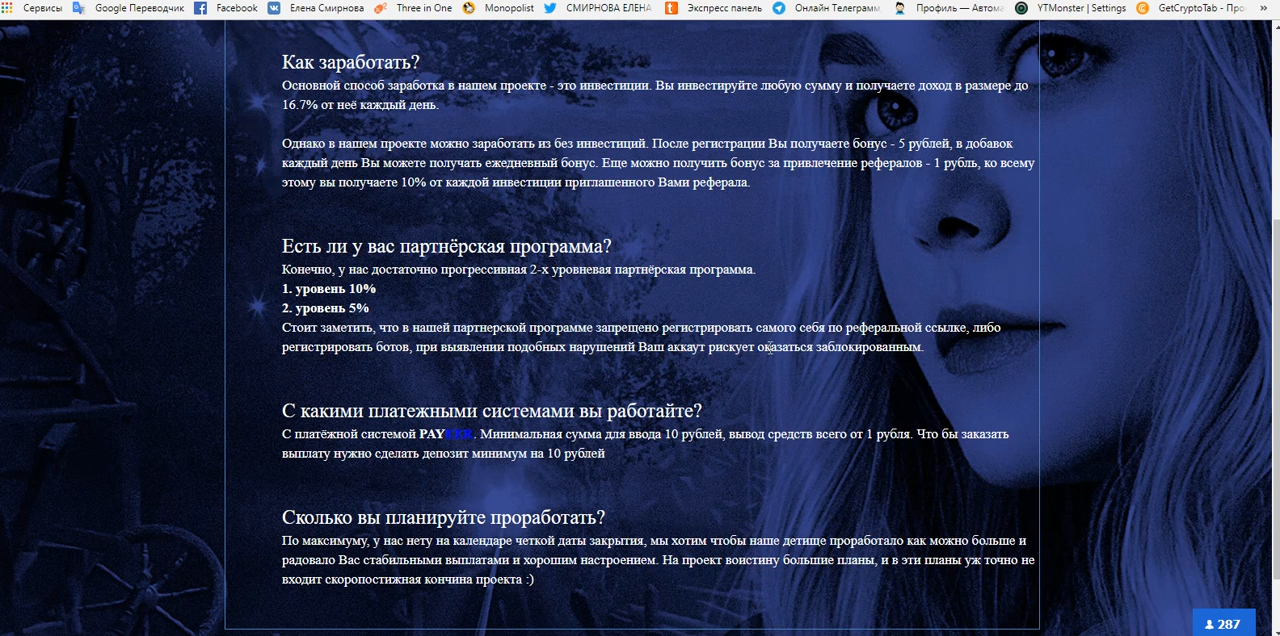 Сервисы Google Переводчик Facebook Елена Смирнова Three in One Monopolist СМИРНОВА ЕЛЕНА Экспресс панель Онлайн Телеграмм Профиль — Автома YTMonster | Settings GetCryptoTab - Про »
Как заработать?
Основной способ заработка в нашем проекте - это инвестиции. Вы инвестируйте любую сумму и получаете доход в размере до
16.7% от неё каждый день.
Однако в нашем проекте можно заработать из без инвестиций. После регистрации Вы получаете бонус - 5 рублей, в добавок
каждый день Вы можете получать ежедневный бонус. Еще можно получить бонус за привлечение рефералов - 1 рубль, ко всему
этому вы получаете 10% от каждой инвестиции приглашенного Вами реферала.
Есть ли у вас партнёрская программа?
Конечно, у нас достаточно прогрессивная 2-х уровневая партнёрская программа.
1. уровень 10%
2. уровень 5%
Стоит заметить, что в нашей партнерской программе запрещено регистрировать самого себя по реферальной ссылке, либо
регистрировать ботов, при выявлении подобных нарушений Ваш аккаут рискует оказаться заблокированным.
С какими платежными системами вы работайте?
С платёжной системой PAYEER. Минимальная сумма для ввода 10 рублей, вывод средств всего от 1 рубля. Что бы заказать
выплату нужно сделать депозит минимум на 10 рублей
Сколько вы планируйте проработать?
По максимуму, у нас нету на календаре четкой даты закрытия, мы хотим чтобы наше детище проработало как можно больше и
радовало Вас стабильными выплатами и хорошим настроением. На проект воистину большие планы, и в эти планы уж точно не
входит скоропостижная кончина проекта :)
287